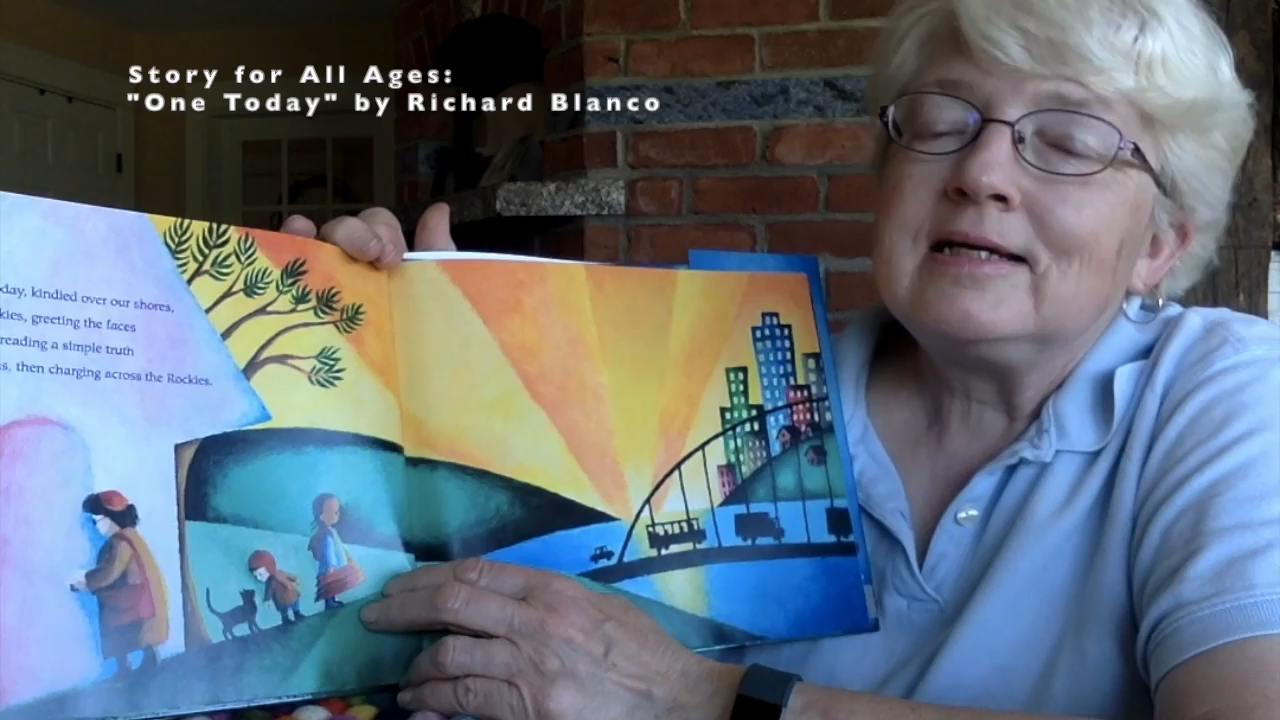 Story for All Ages:
"One Today" by Richard Blanco
day, kindled over our shores,
kies, greeting the faces
reading a simple truth
s, then charging across the Rockies.